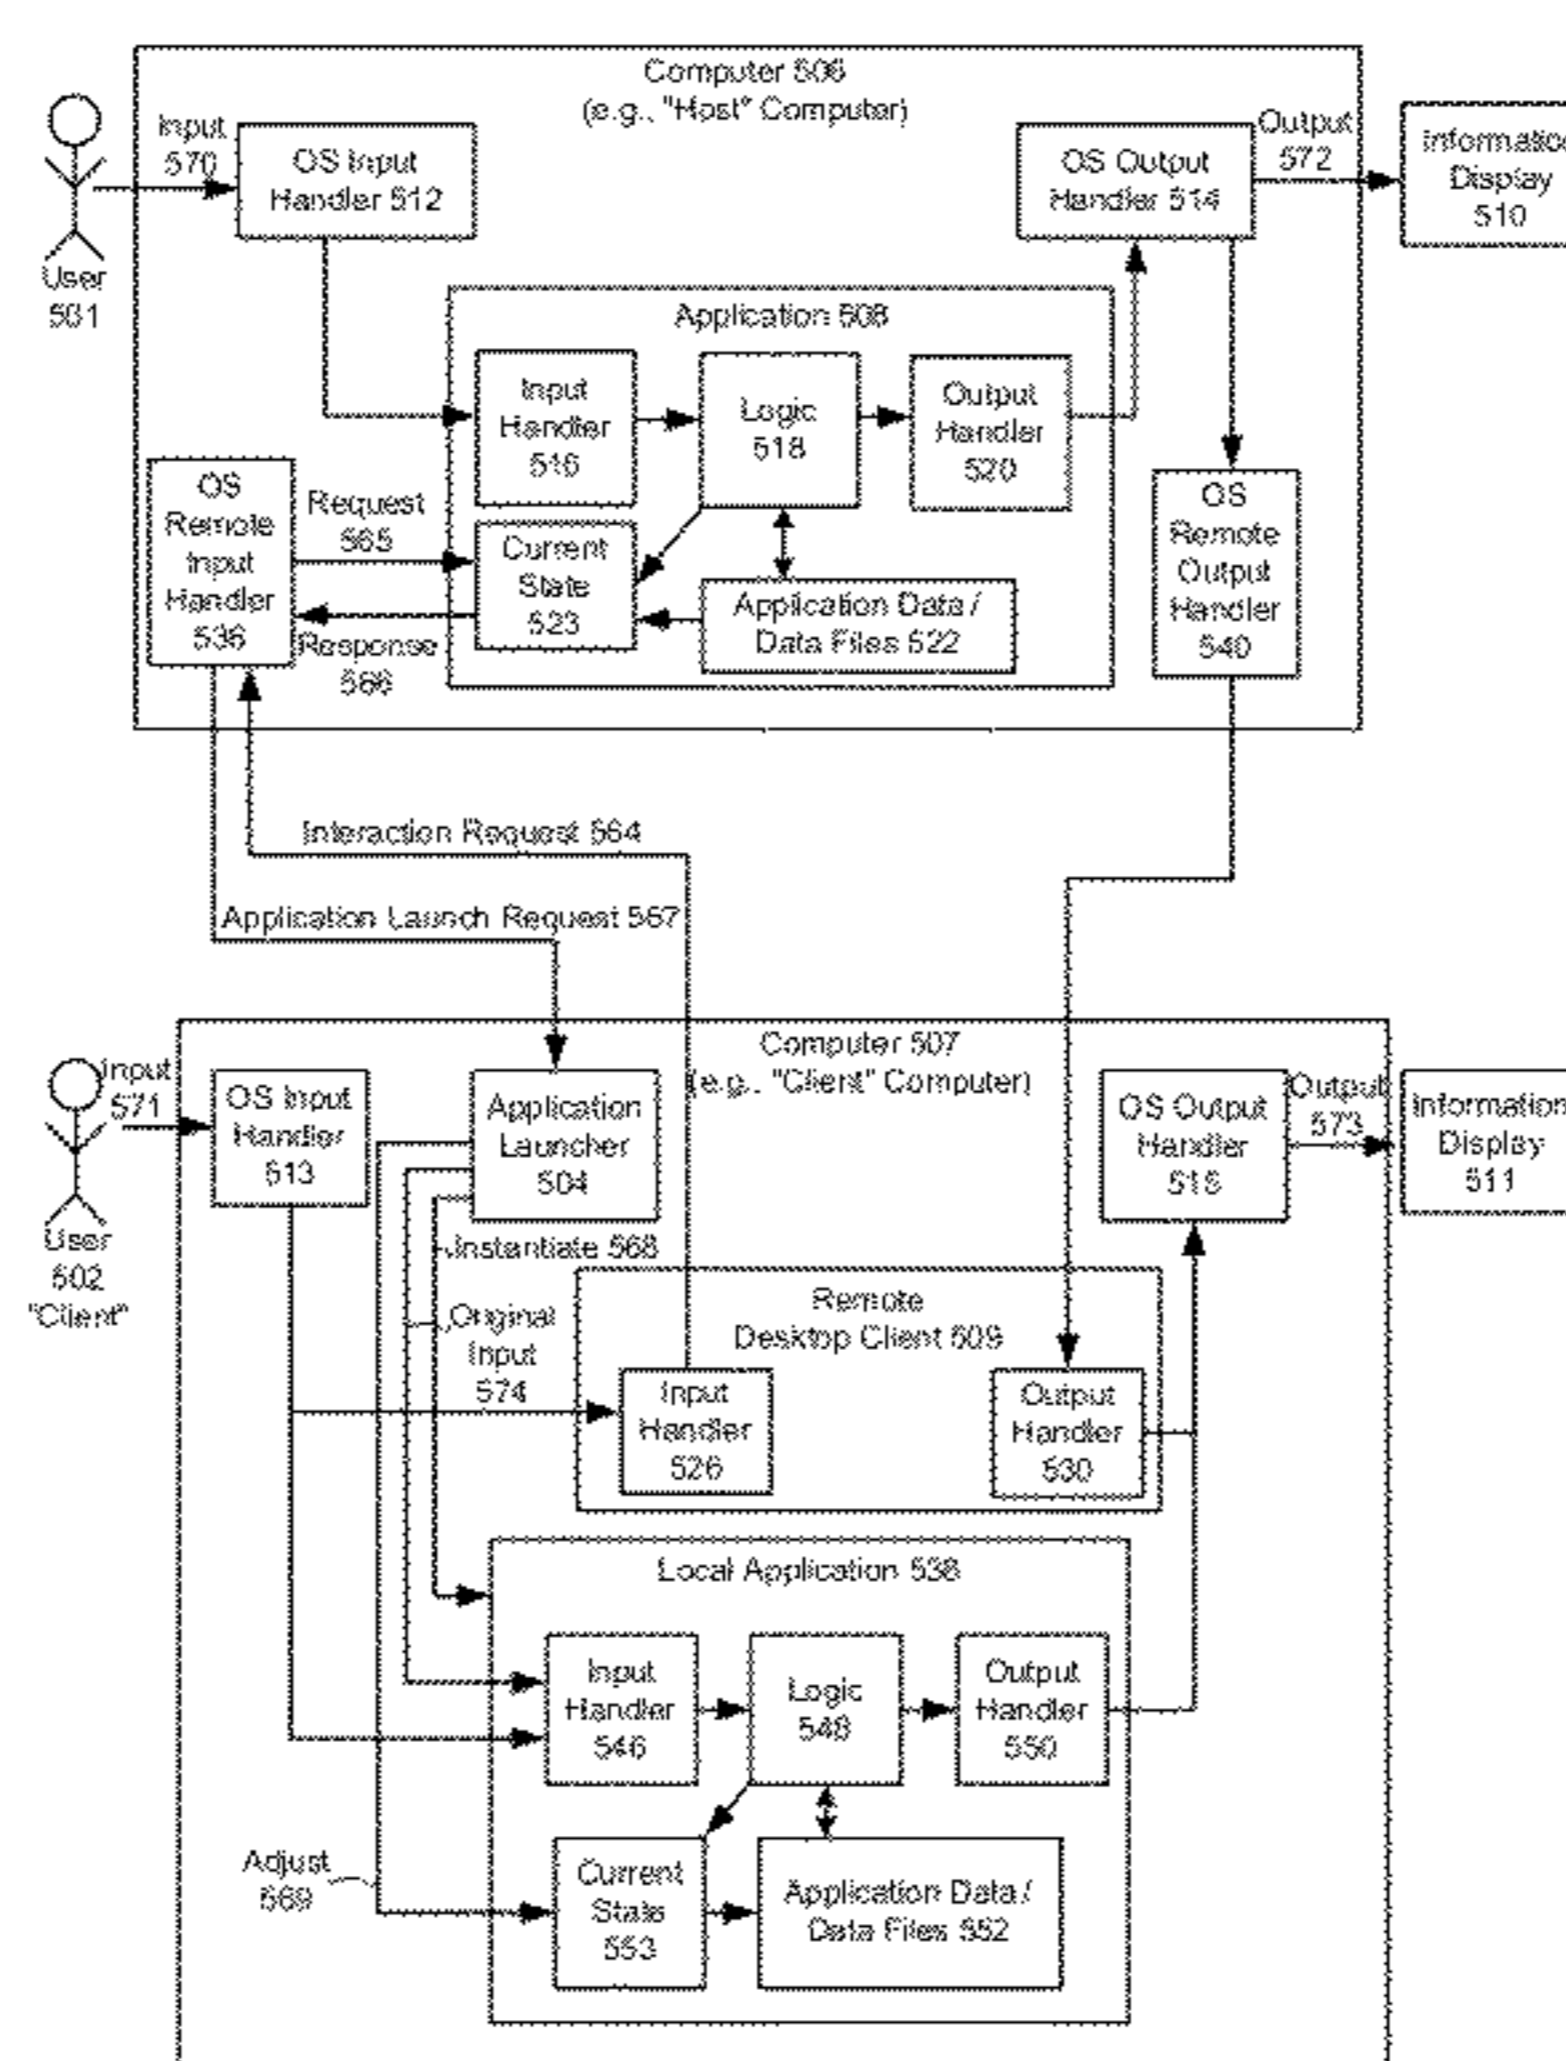 Computer 506
(e.g., "Host" Computer)
Input
570
OS Input
Handler 512
OS Output
Handler 514
Output
572
Informatio
Display
510
User
501
Application 508
Input
Handler
516
Logic
518
Output
Handler
520
OS
Remote
Input
Handler
536
Request
565
Current
State
523
Application Data /
Data Files 522
Response
566
OS
Remote
Output
Handler
540
Interaction Request 564
Application Launch Request 567
Computer 507
(e.g., "Client" Computer)
Input
571
OS Input
Handler
513
Application
Launcher
504
OS Output
Handler
515
Output
573
Information
Display
511
User
502
"Client"
Instantiate 568
Original
Input
574
Remote
Desktop Client 509
Input
Handler
526
Output
Handler
530
Local Application 538
Input
Handler
546
Logic
548
Output
Handler
550
Adjust
569
Current
State
553
Application Data /
Data Files 552